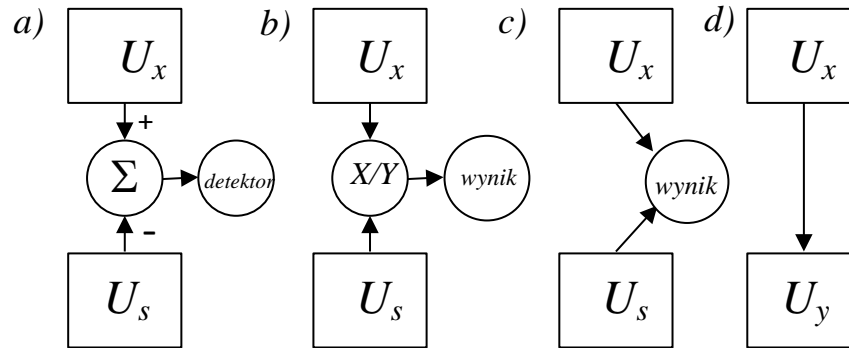 a) b) c) d)
U_x U_x U_x U_x
+
Σ detektor X/Y wynik wynik
-
U_s U_s U_s U_y